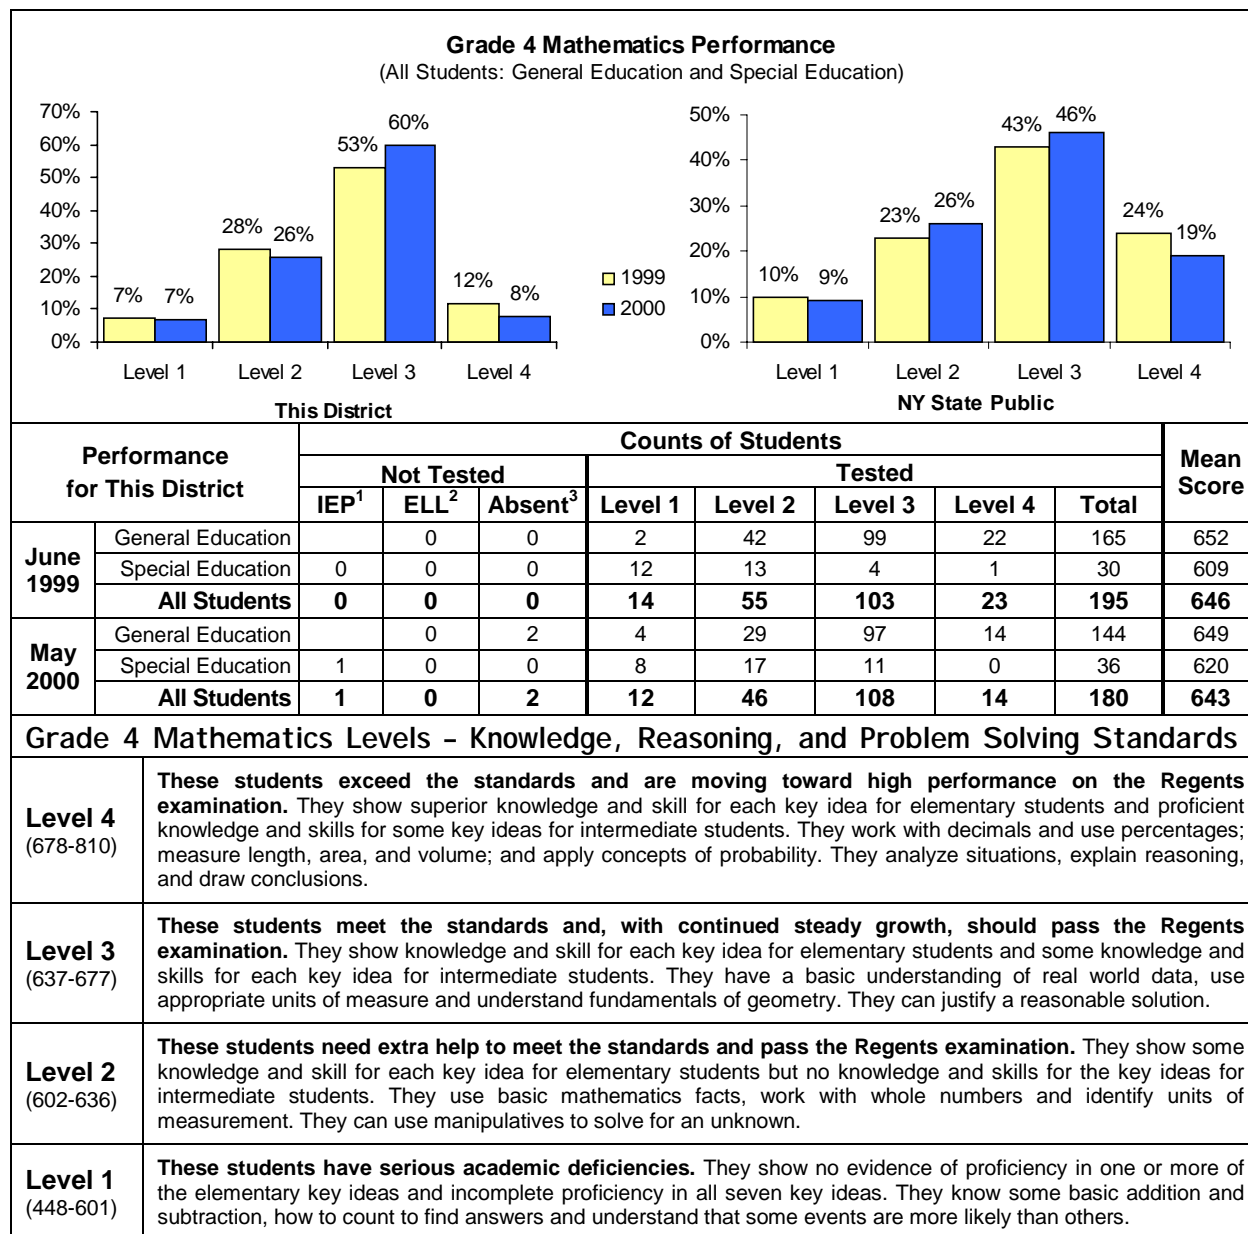 Grade 4 Mathematics Performance
(All Students: General Education and Special Education)
70%
60%
50%
40%
30%
20%
10%
0%
7% 7%
28% 26%
53% 60%
12% 8%
Level 1 Level 2 Level 3 Level 4
This District
1999
2000
50%
40%
30%
20%
10%
0%
10% 9%
23% 26%
43% 46%
24% 19%
Level 1 Level 2 Level 3 Level 4
NY State Public
Performance for This District
Counts of Students
Mean Score
Not Tested Tested
IEP1 ELL2 Absent3 Level 1 Level 2 Level 3 Level 4 Total
June 1999
General Education 0 0 2 42 99 22 165 652
Special Education 0 0 0 12 13 4 1 30 609
All Students 0 0 0 14 55 103 23 195 646
May 2000
General Education 0 2 4 29 97 14 144 649
Special Education 1 0 0 8 17 11 0 36 620
All Students 1 0 2 12 46 108 14 180 643
Grade 4 Mathematics Levels – Knowledge, Reasoning, and Problem Solving Standards
Level 4
(678-810)
These students exceed the standards and are moving toward high performance on the Regents
examination. They show superior knowledge and skill for each key idea for elementary students and proficient
knowledge and skills for some key ideas for intermediate students. They work with decimals and use percentages;
measure length, area, and volume; and apply concepts of probability. They analyze situations, explain reasoning,
and draw conclusions.
Level 3
(637-677)
These students meet the standards and, with continued steady growth, should pass the Regents
examination. They show knowledge and skill for each key idea for elementary students and some knowledge and
skills for each key idea for intermediate students. They have a basic understanding of real world data, use
appropriate units of measure and understand fundamentals of geometry. They can justify a reasonable solution.
Level 2
(602-636)
These students need extra help to meet the standards and pass the Regents examination. They show some
knowledge and skill for each key idea for elementary students but no knowledge and skills for the key ideas for
intermediate students. They use basic mathematics facts, work with whole numbers and identify units of
measurement. They can use manipulatives to solve for an unknown.
Level 1
(448-601)
These students have serious academic deficiencies. They show no evidence of proficiency in one or more of
the elementary key ideas and incomplete proficiency in all seven key ideas. They know some basic addition and
subtraction, how to count to find answers and understand that some events are more likely than others.